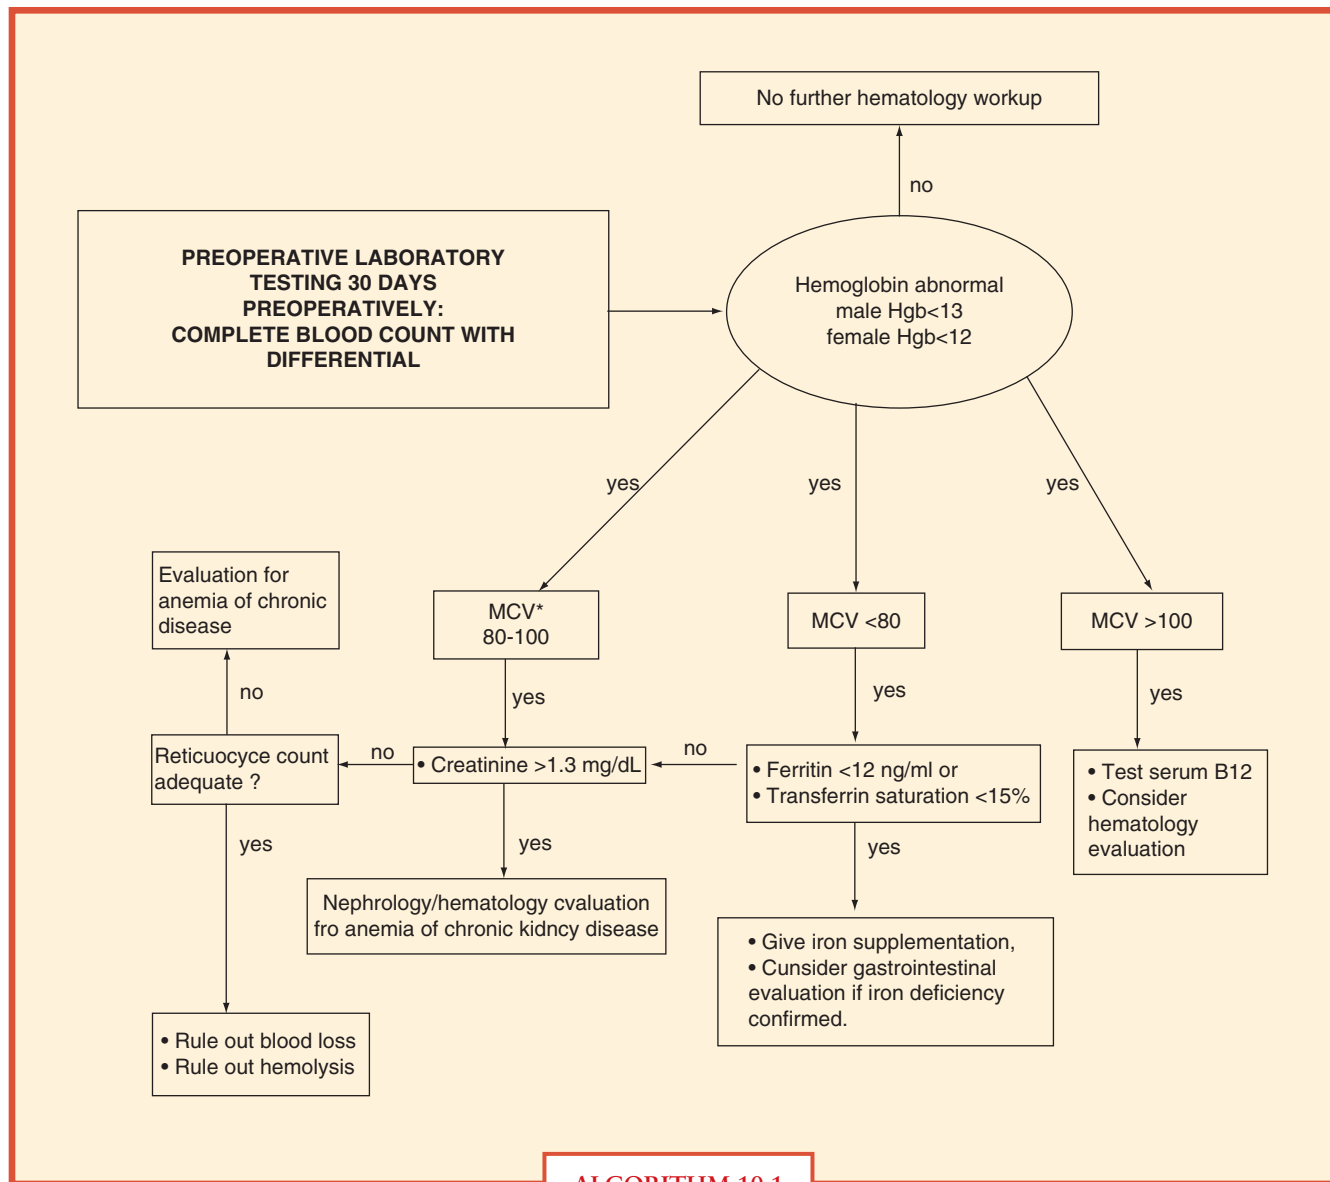 No further hematology workup
no
PREOPERATIVE LABORATORY
TESTING 30 DAYS
PREOPERATIVELY:
COMPLETE BLOOD COUNT WITH
DIFFERENTIAL
Hemoglobin abnormal
male Hgb<13
female Hgb<12
yes
yes
yes
Evaluation for
anemia of chronic
disease
MCV*
80-100
MCV <80
MCV >100
no
yes
yes
yes
Reticuocyce count
adequate ?
no
• Creatinine >1.3 mg/dL
no
• Ferritin <12 ng/ml or
• Transferrin saturation <15%
• Test serum B12
• Consider
hematology
evaluation
yes
yes
yes
Nephrology/hematology cvaluation
fro anemia of chronic kidncy disease
• Give iron supplementation,
• Cunsider gastrointestinal
evaluation if iron deficiency
confirmed.
• Rule out blood loss
• Rule out hemolysis
ALGORITHM 10.1